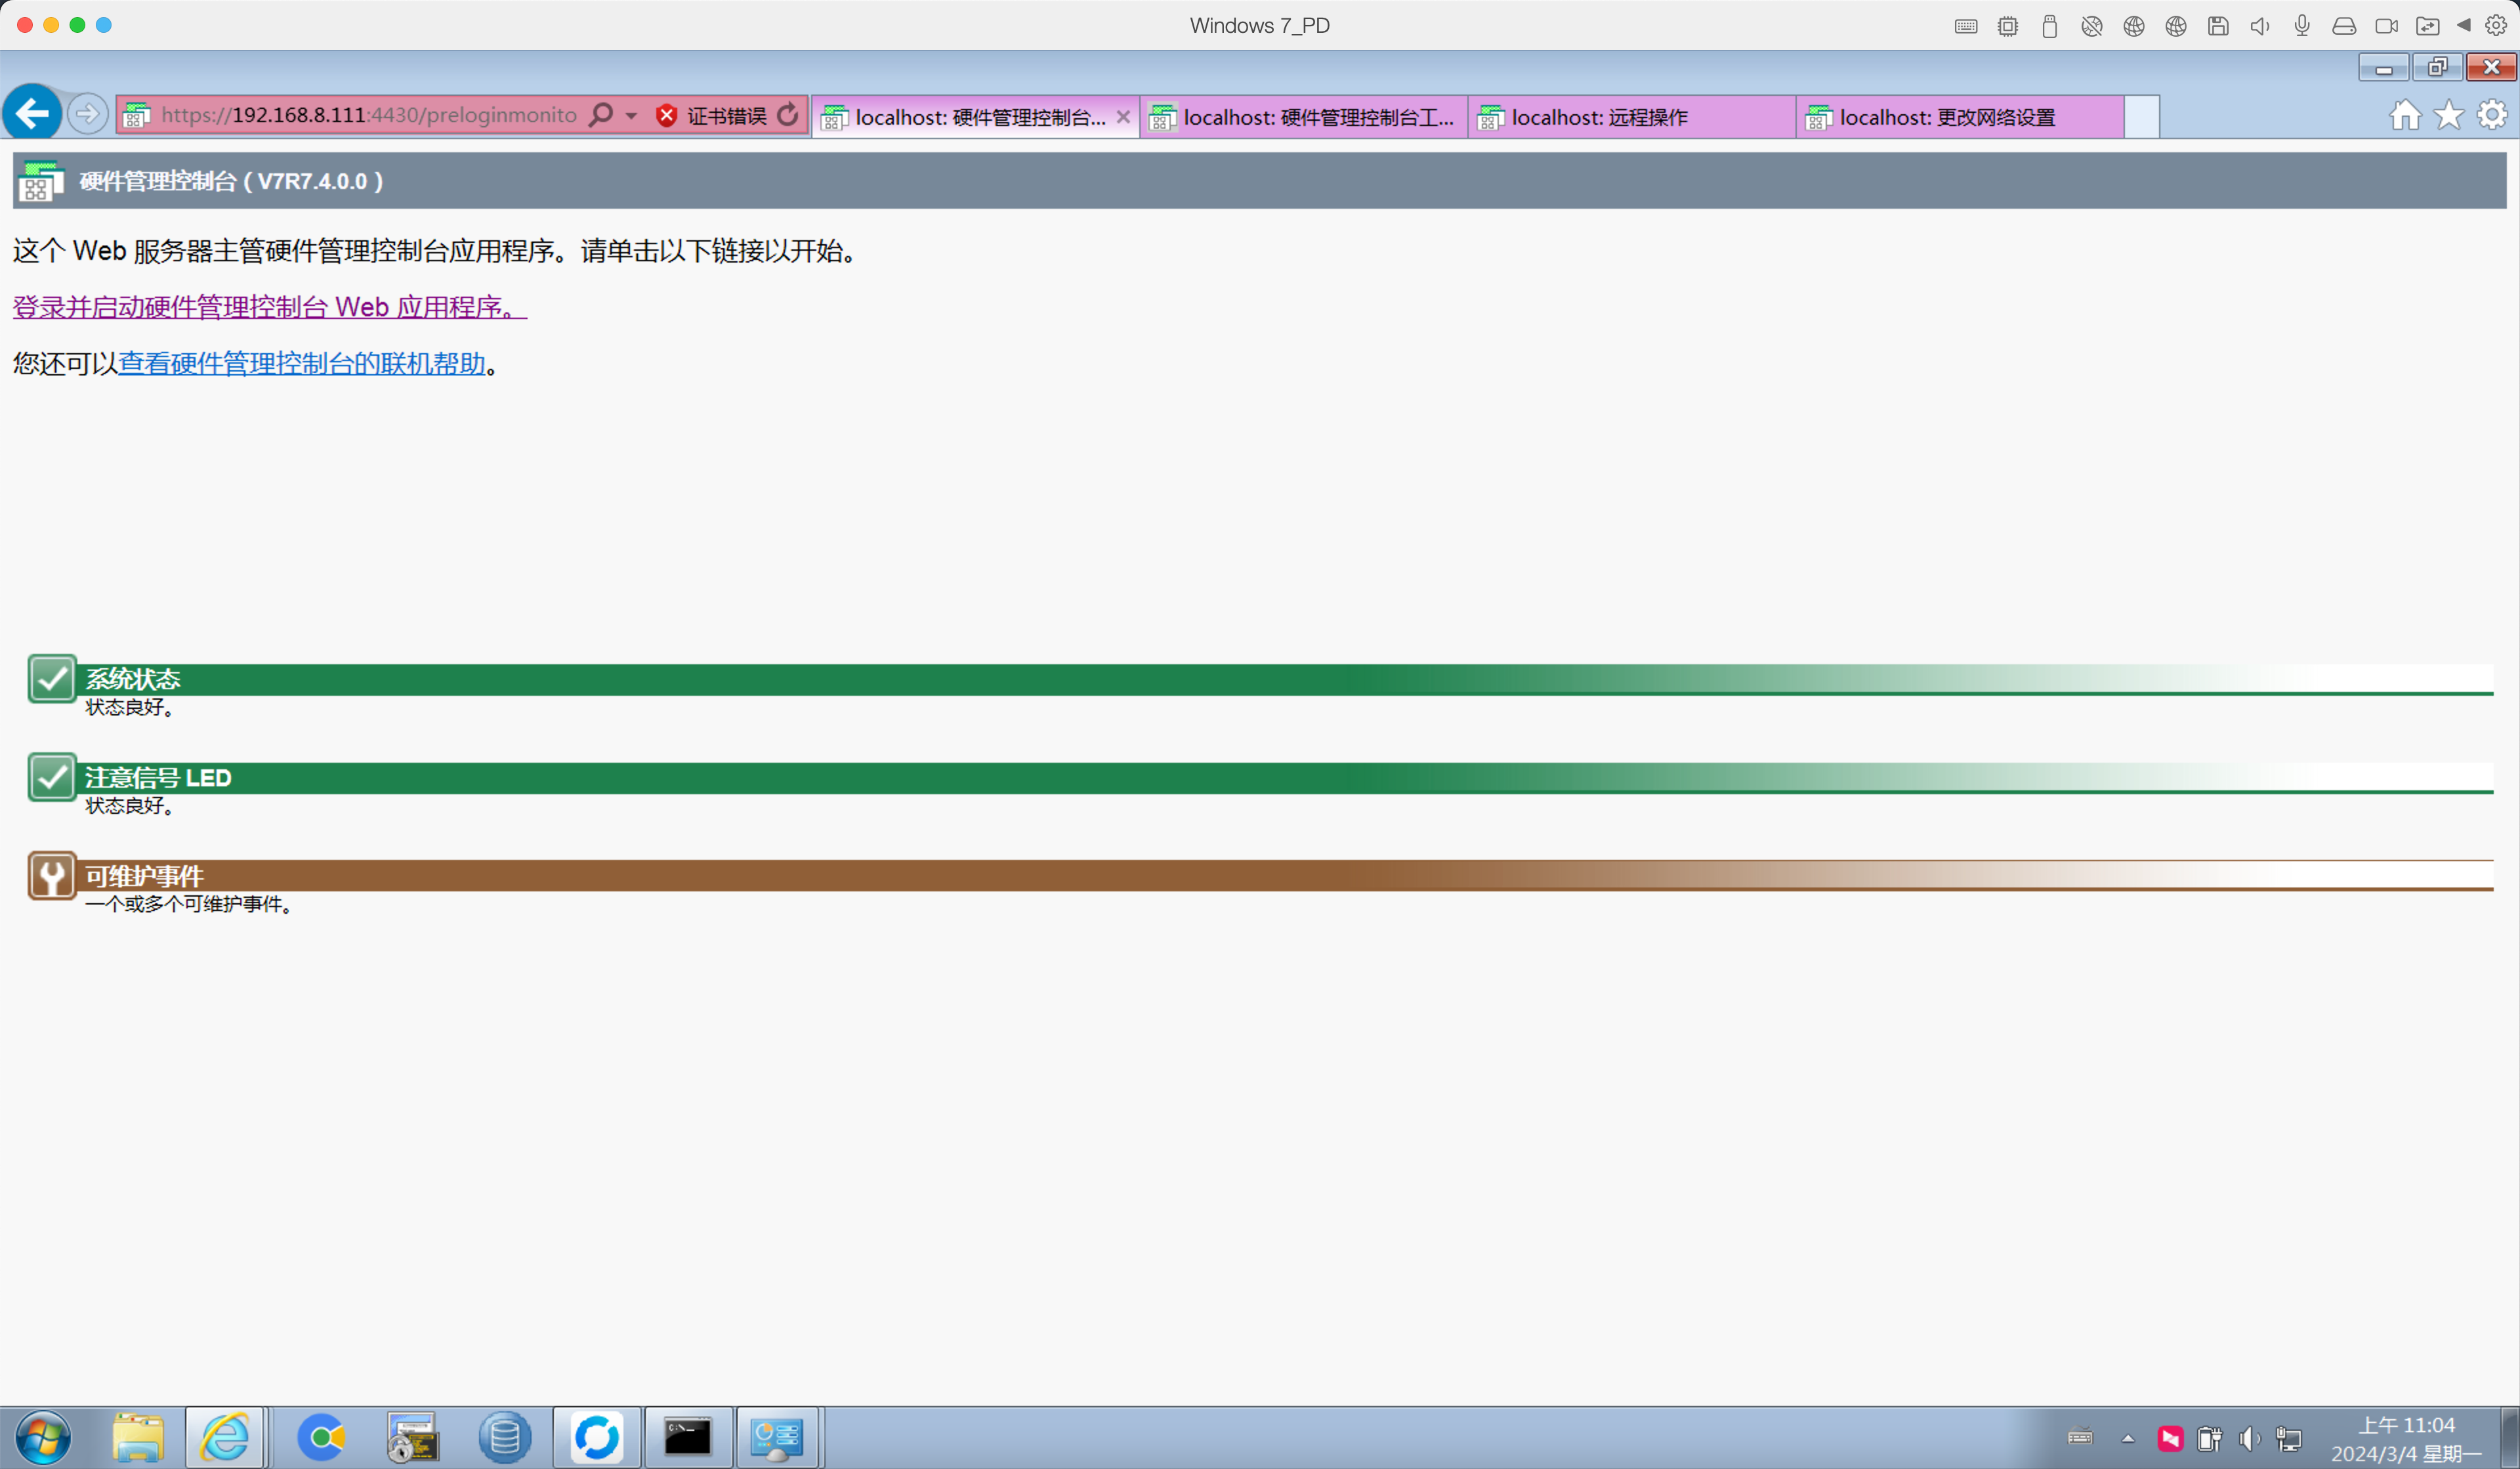 Windows 7_PD
https://192.168.8.111:4430/preloginmonito
证书错误
localhost: 硬件管理控制台...
localhost: 硬件管理控制台工...
localhost: 远程操作
localhost: 更改网络设置
硬件管理控制台 ( V7R7.4.0.0 )
这个 Web 服务器主管硬件管理控制台应用程序。请单击以下链接以开始。
登录并启动硬件管理控制台 Web 应用程序。
您还可以查看硬件管理控制台的联机帮助。
系统状态
状态良好。
注意信号 LED
状态良好。
可维护事件
一个或多个可维护事件。
上午 11:04
2024/3/4 星期一